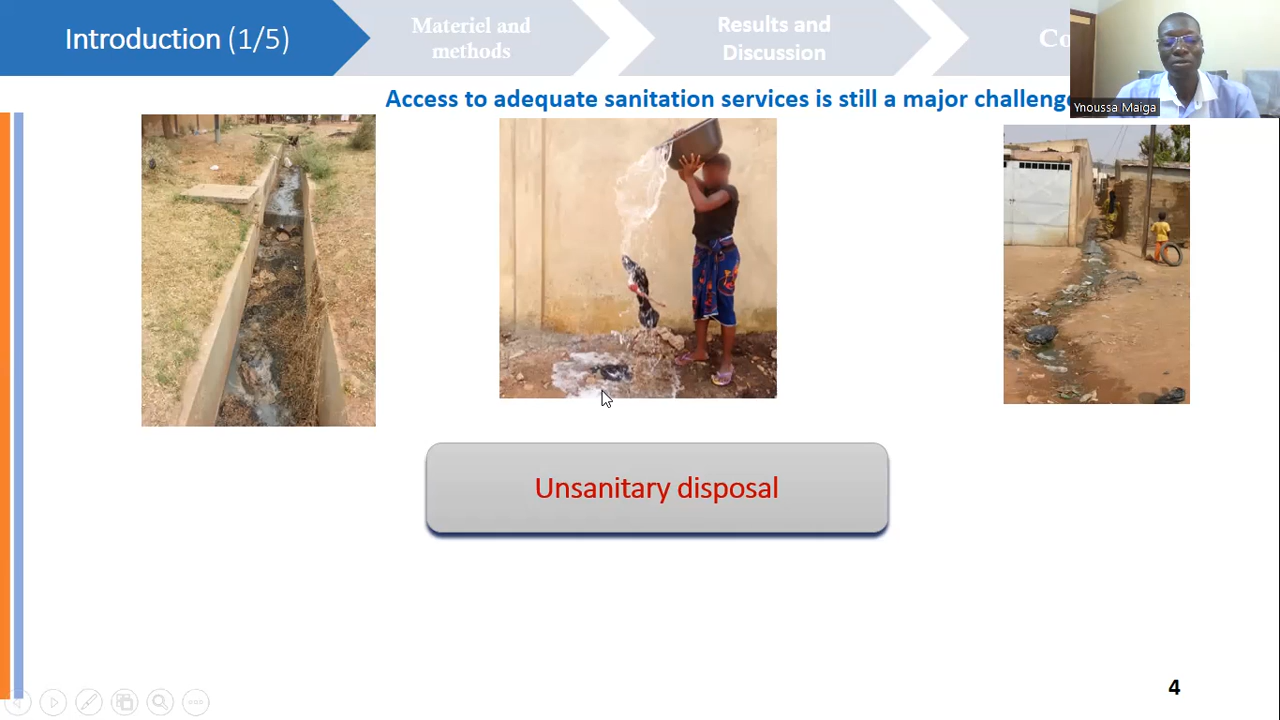 Introduction (1/5)
Materiel and
methods
Results and
Discussion
Co
Access to adequate sanitation services is still a major challenge
Ynoussa Maiga
Unsanitary disposal
4